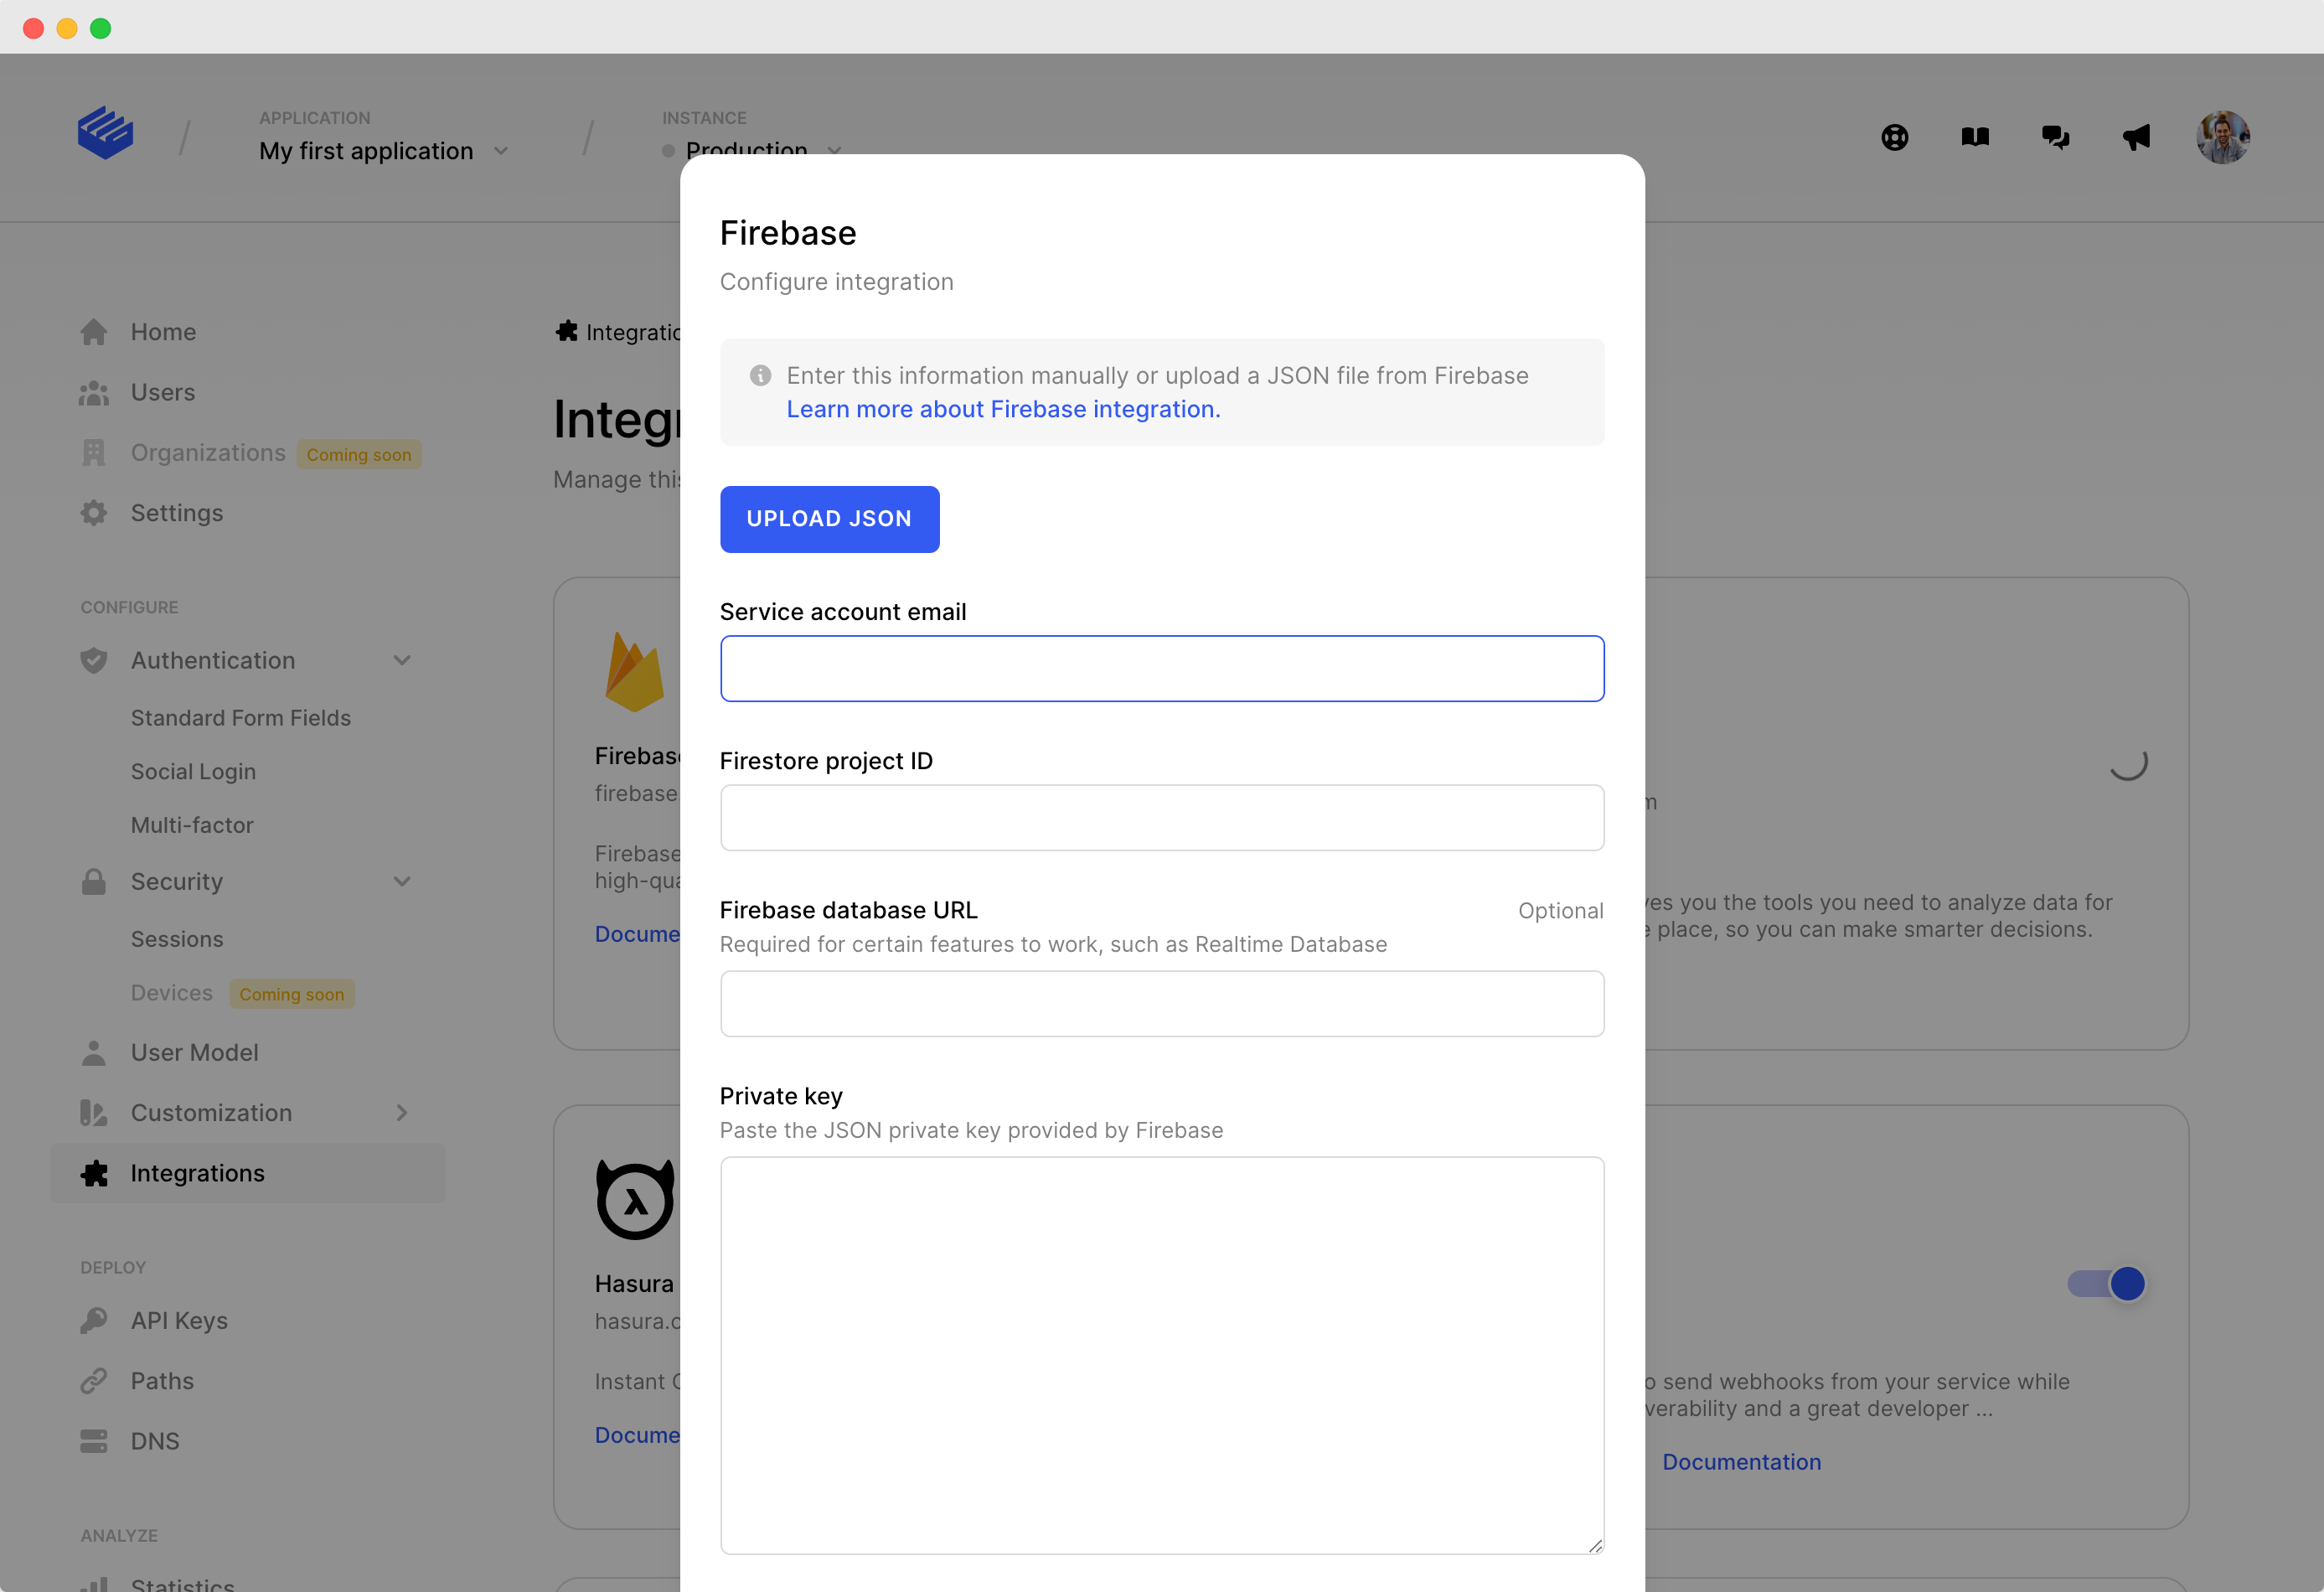 APPLICATION
My first application
INSTANCE
Production
Home
Users
Organizations Coming soon
Settings
CONFIGURE
Authentication
Standard Form Fields
Social Login
Multi-factor
Security
Sessions
Devices Coming soon
User Model
Customization
Integrations
DEPLOY
API Keys
Paths
DNS
ANALYZE
Statistics
Integratio
Integr
Manage this
Firebase
firebase
Firebase
high-qua
Docume
Hasura
hasura.c
Instant
Docume
Firebase
Configure integration
Enter this information manually or upload a JSON file from Firebase
Learn more about Firebase integration.
UPLOAD JSON
Service account email
Firestore project ID
Firebase database URL
Optional
Required for certain features to work, such as Realtime Database
Private key
Paste the JSON private key provided by Firebase
m
ves you the tools you need to analyze data for
e place, so you can make smarter decisions.
o send webhooks from your service while
verability and a great developer ...
Documentation